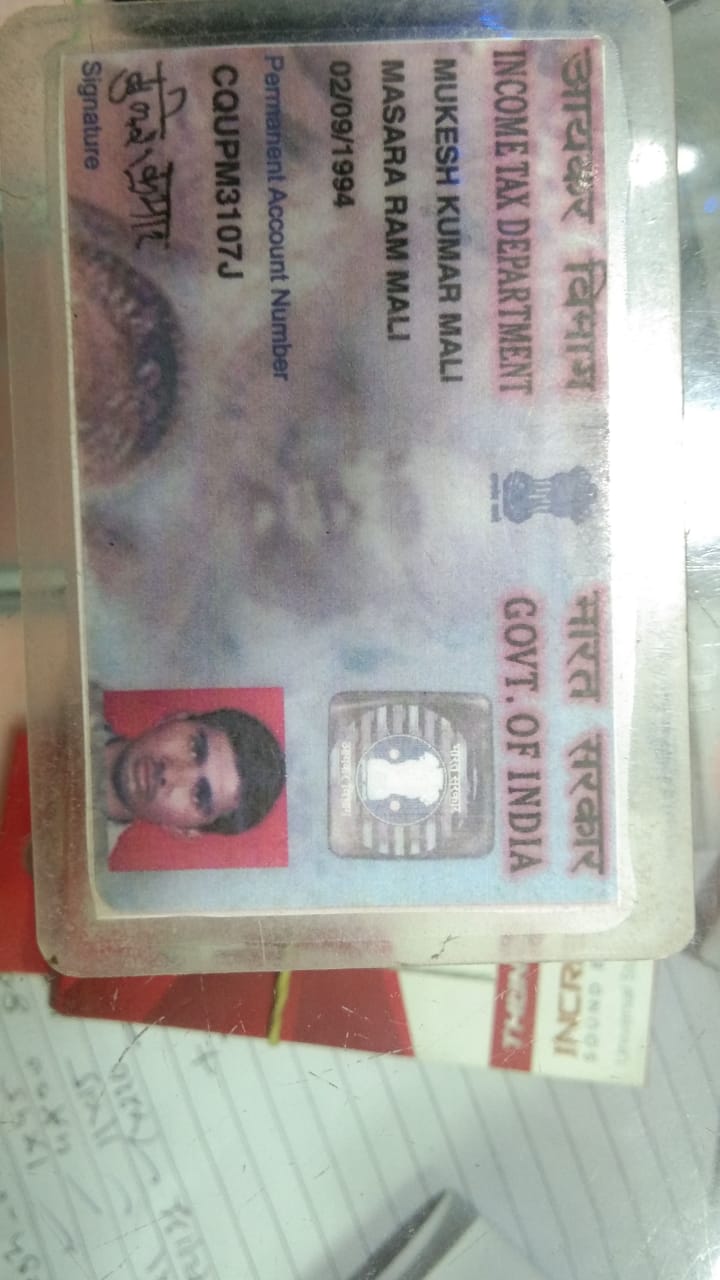 आयकर विभाग
INCOME TAX DEPARTMENT
भारत सरकार
GOVT. OF INDIA
MUKESH KUMAR MALI
MASARA RAM MALI
02/09/1994
Permanent Account Number
CQUPM3107J
मुकेश कुमार
Signature